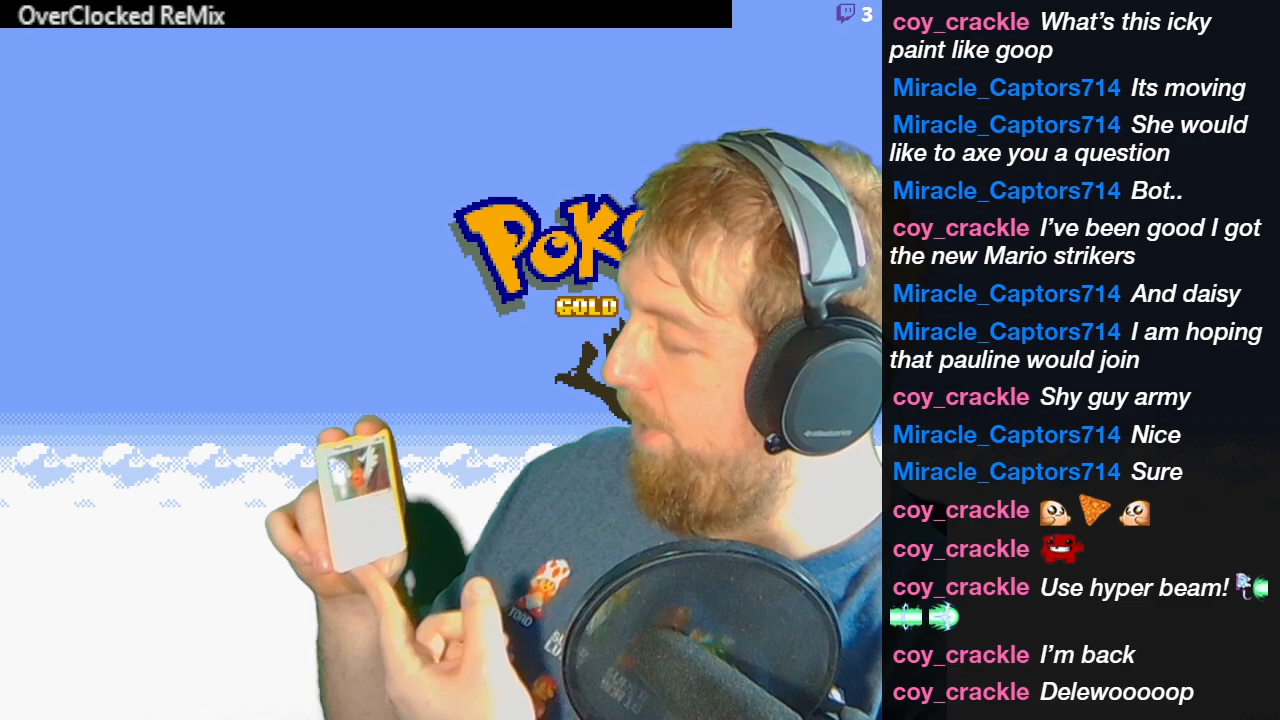 OverClocked ReMix
3
POK
GOLD
TOAD
coy_crackle What's this icky
paint like goop
Miracle_Captors714 Its moving
Miracle_Captors714 She would
like to axe you a question
Miracle_Captors714 Bot..
coy_crackle I've been good I got
the new Mario strikers
Miracle_Captors714 And daisy
Miracle_Captors714 I am hoping
that pauline would join
coy_crackle Shy guy army
Miracle_Captors714 Nice
Miracle_Captors714 Sure
coy_crackle
coy_crackle
coy_crackle Use hyper beam!
coy_crackle I'm back
coy_crackle Delewooooop